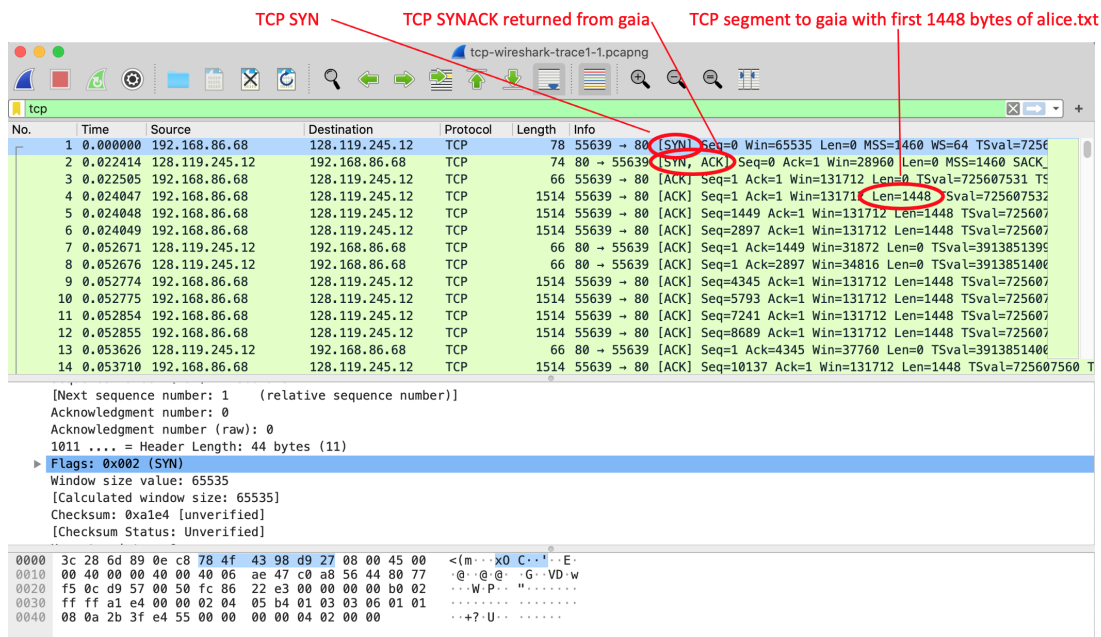 TCP SYN TCP SYNACK returned from gaia TCP segment to gaia with first 1448 bytes of alice.txt
tcp-wireshark-trace1-1.pcapng
tcp
No. Time Source Destination Protocol Length Info
1 0.000000 192.168.86.68 128.119.245.12 TCP 78 55639 → 80 [SYN] Seq=0 Win=65535 Len=0 MSS=1460 WS=64 TSval=7256
2 0.022414 128.119.245.12 192.168.86.68 TCP 74 80 → 55639 [SYN, ACK] Seq=0 Ack=1 Win=28960 Len=0 MSS=1460 SACK_
3 0.022505 192.168.86.68 128.119.245.12 TCP 66 55639 → 80 [ACK] Seq=1 Ack=1 Win=131712 Len=0 TSval=725607531 TS
4 0.024047 192.168.86.68 128.119.245.12 TCP 1514 55639 → 80 [ACK] Seq=1 Ack=1 Win=131712 Len=1448 TSval=725607532
5 0.024048 192.168.86.68 128.119.245.12 TCP 1514 55639 → 80 [ACK] Seq=1449 Ack=1 Win=131712 Len=1448 TSval=725607
6 0.024049 192.168.86.68 128.119.245.12 TCP 1514 55639 → 80 [ACK] Seq=2897 Ack=1 Win=131712 Len=1448 TSval=725607
7 0.052671 128.119.245.12 192.168.86.68 TCP 66 80 → 55639 [ACK] Seq=1 Ack=1449 Win=31872 Len=0 TSval=3913851399
8 0.052676 128.119.245.12 192.168.86.68 TCP 66 80 → 55639 [ACK] Seq=1 Ack=2897 Win=34816 Len=0 TSval=3913851400
9 0.052774 192.168.86.68 128.119.245.12 TCP 1514 55639 → 80 [ACK] Seq=4345 Ack=1 Win=131712 Len=1448 TSval=725607
10 0.052775 192.168.86.68 128.119.245.12 TCP 1514 55639 → 80 [ACK] Seq=5793 Ack=1 Win=131712 Len=1448 TSval=725607
11 0.052854 192.168.86.68 128.119.245.12 TCP 1514 55639 → 80 [ACK] Seq=7241 Ack=1 Win=131712 Len=1448 TSval=725607
12 0.052855 192.168.86.68 128.119.245.12 TCP 1514 55639 → 80 [ACK] Seq=8689 Ack=1 Win=131712 Len=1448 TSval=725607
13 0.053626 128.119.245.12 192.168.86.68 TCP 66 80 → 55639 [ACK] Seq=1 Ack=4345 Win=37760 Len=0 TSval=3913851400
14 0.053710 192.168.86.68 128.119.245.12 TCP 1514 55639 → 80 [ACK] Seq=10137 Ack=1 Win=131712 Len=1448 TSval=725607560 T
[Next sequence number: 1 (relative sequence number)]
Acknowledgment number: 0
Acknowledgment number (raw): 0
1011 .... = Header Length: 44 bytes (11)
Flags: 0x002 (SYN)
Window size value: 65535
[Calculated window size: 65535]
Checksum: 0xa1e4 [unverified]
[Checksum Status: Unverified]
0000 3c 28 6d 89 0e c8 78 4f 43 98 d9 27 08 00 45 00 <(m···xO C··'··E·
0010 00 40 00 00 40 00 40 06 ae 47 c0 a8 56 44 80 77 ·@··@·@· ·G··VD·w
0020 f5 0c d9 57 00 50 fc 86 22 e3 00 00 00 00 b0 02 ···W·P·· "·······
0030 ff ff a1 e4 00 00 02 04 05 b4 01 03 03 06 01 01 ········ ········
0040 08 0a 2b 3f e4 55 00 00 00 00 04 02 00 00 ··+?·U·· ······